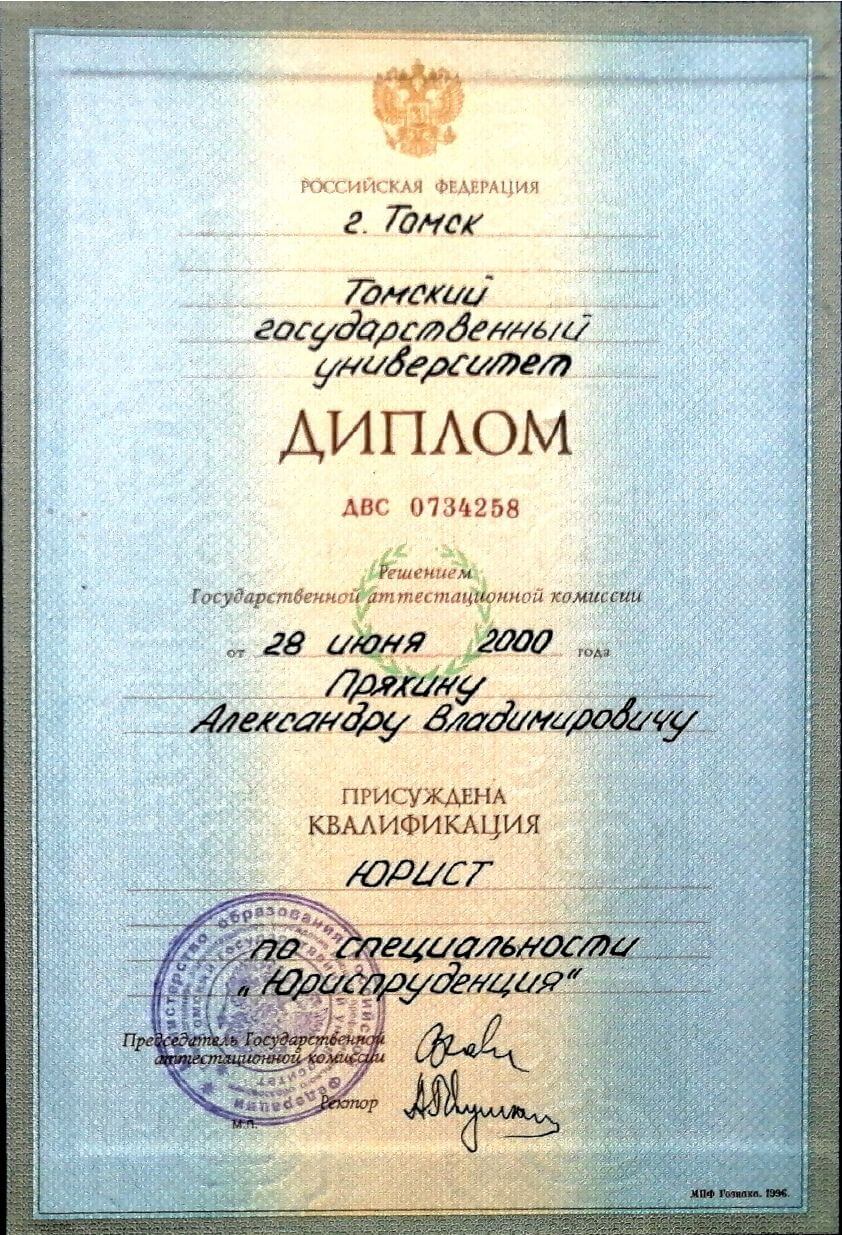 РОССИЙСКАЯ ФЕДЕРАЦИЯ
г. Томск
Томский
государственный
университет
ДИПЛОМ
ДВС 0734258
Решением
Государственной аттестационной комиссии
от 28 июня 2000 года
Пряхину
Александру Владимировичу
ПРИСУЖДЕНА
КВАЛИФИКАЦИЯ
ЮРИСТ
по специальности
„Юриспруденция“
Председатель Государственной
аттестационной комиссии
Ректор
М.П.
МПФ Гознака. 1996.